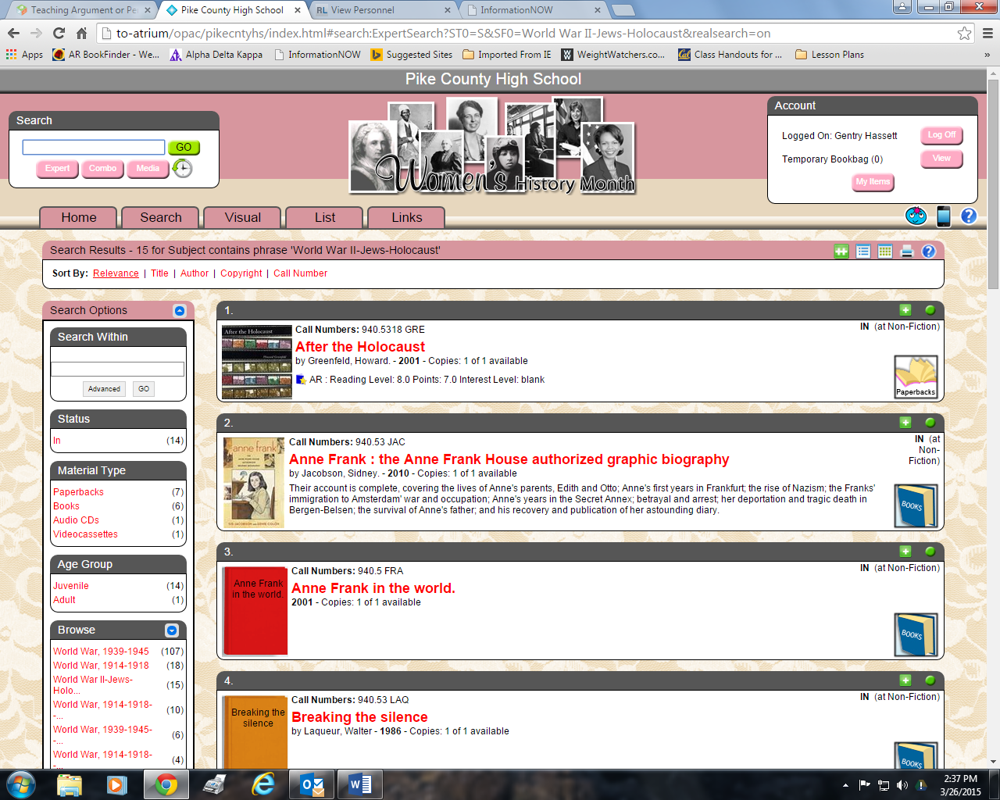 Teaching Argument or Pe
Pike County High School
RL View Personnel
InformationNOW
to-atrium/opac/pikecntyhs/index.html#search:ExpertSearch?ST0=S&SF0=World War II-Jews-Holocaust&realsearch=on
Apps
AR BookFinder - We...
Alpha Delta Kappa
InformationNOW
Suggested Sites
Imported From IE
WeightWatchers.co...
Class Handouts for ...
Lesson Plans
»
Pike County High School
Search
GO
Expert Combo Media
Women's History Month
Account
Logged On: Gentry Hassett
Log Off
Temporary Bookbag (0)
View
My Items
Home
Search
Visual
List
Links
Search Results - 15 for Subject contains phrase 'World War II-Jews-Holocaust'
Sort By: Relevance | Title | Author | Copyright | Call Number
Search Options
Search Within
Advanced GO
Status
In (14)
Material Type
Paperbacks (7)
Books (6)
Audio CDs (1)
Videocassettes (1)
Age Group
Juvenile (14)
Adult (1)
Browse
World War, 1939-1945 (107)
World War, 1914-1918 (18)
World War II-Jews-
Holo... (15)
World War, 1914-1918-
-... (10)
World War, 1939-1945-
-... (6)
World War, 1914-1918-
-... (4)
1.
After the Holocaust
Howard Greenfeld
Call Numbers: 940.5318 GRE
After the Holocaust
by Greenfeld, Howard. - 2001 - Copies: 1 of 1 available
AR : Reading Level: 8.0 Points: 7.0 Interest Level: blank
IN (at Non-Fiction)
Paperbacks
2.
anne frank
Call Numbers: 940.53 JAC
Anne Frank : the Anne Frank House authorized graphic biography
by Jacobson, Sidney. - 2010 - Copies: 1 of 1 available
Their account is complete, covering the lives of Anne's parents, Edith and Otto; Anne's first years in Frankfurt; the rise of Nazism; the Franks'
immigration to Amsterdam' war and occupation; Anne's years in the Secret Annex; betrayal and arrest; her deportation and tragic death in
Bergen-Belsen; the survival of Anne's father; and his recovery and publication of her astounding diary.
IN (at
Non-
Fiction)
BOOKS
3.
Anne Frank
in the world.
Call Numbers: 940.5 FRA
Anne Frank in the world.
2001 - Copies: 1 of 1 available
IN (at Non-Fiction)
BOOKS
4.
Breaking the
silence
Call Numbers: 940.53 LAQ
Breaking the silence
by Laqueur, Walter - 1986 - Copies: 1 of 1 available
IN (at Non-Fiction)
BOOKS
2:37 PM
3/26/2015